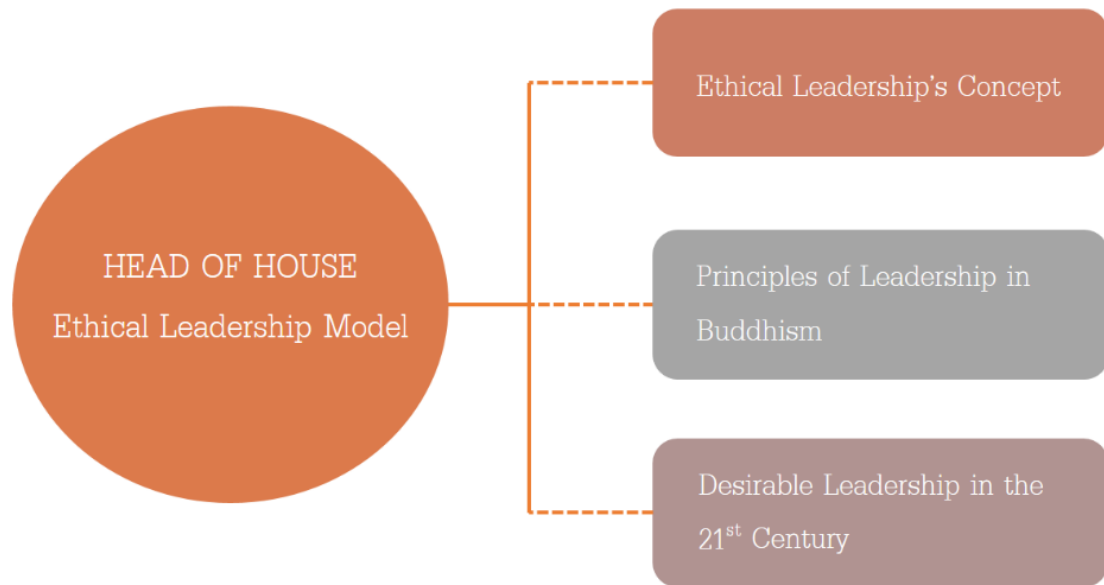 HEAD OF HOUSE
Ethical Leadership Model
Ethical Leadership's Concept
Principles of Leadership in
Buddhism
Desirable Leadership in the
21st Century